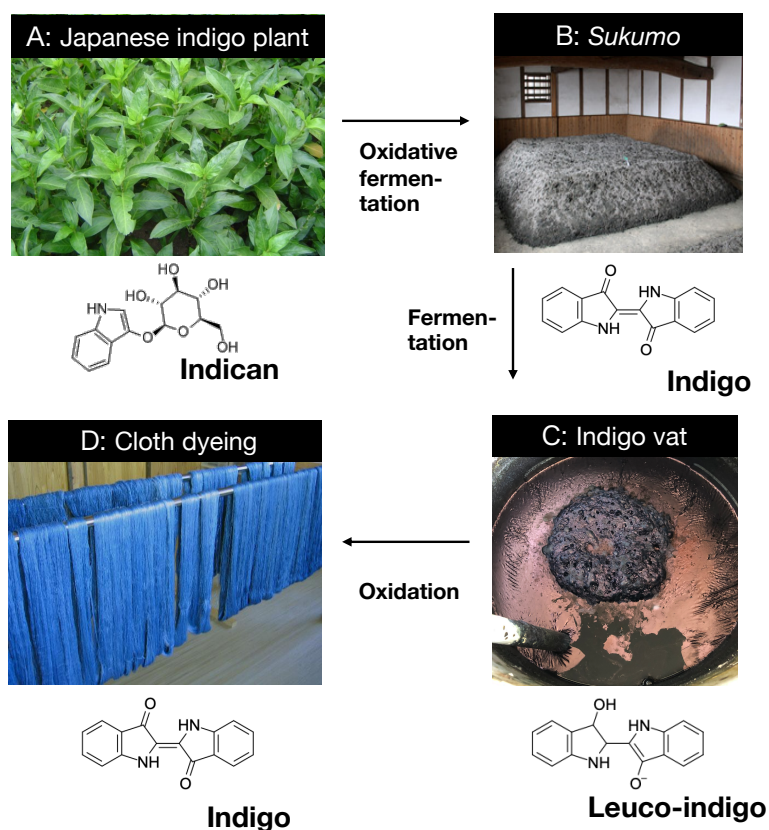 A: Japanese indigo plant
B: Sukumo
Oxidative
fermen-
tation
HO
HO
OH
HN
O
O
OH
Indican
Fermen-
tation
O
HN
NH
O
Indigo
D: Cloth dyeing
C: Indigo vat
Oxidation
O
HN
NH
O
Indigo
OH
HN
NH
O⁻
Leuco-indigo